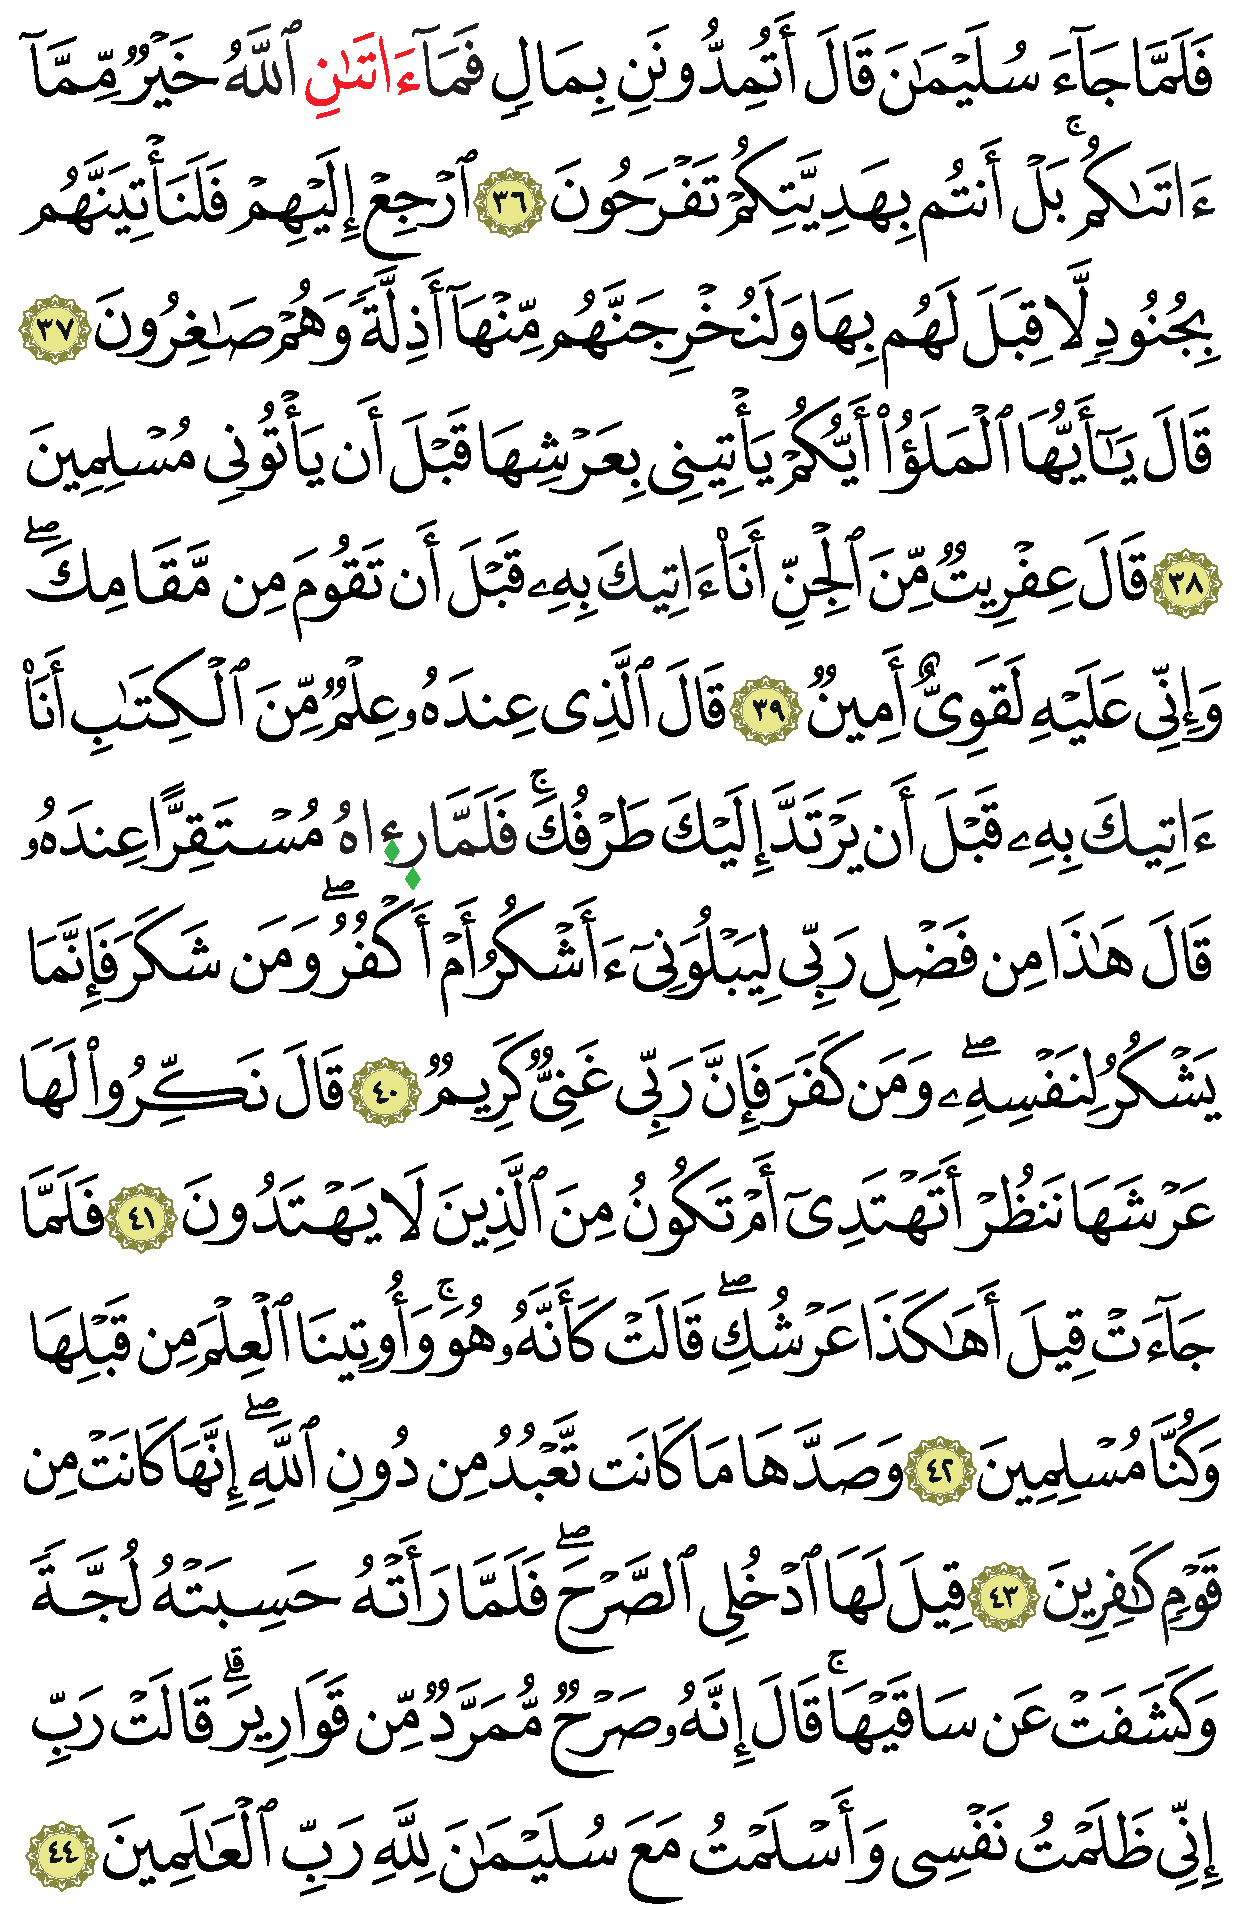 فَلَمَّا جَآءَ سُلَيْمَـٰنَ قَالَ أَتُمِدُّونَنِ بِمَالٍ فَمَآ ءَاتَىٰنِ ٱللَّهُ خَيْرٌ مِّمَّآ
ءَاتَىٰكُمۚ بَلْ أَنتُم بِهَدِيَّتِكُمْ تَفْرَحُونَ ٣٦ ٱرْجِعْ إِلَيْهِمْ فَلَنَأْتِيَنَّهُم
بِجُنُودٍ لَّا قِبَلَ لَهُم بِهَا وَلَنُخْرِجَنَّهُم مِّنْهَآ أَذِلَّةً وَهُمْ صَـٰغِرُونَ ٣٧
قَالَ يَـٰٓأَيُّهَا ٱلْمَلَؤُا۟ أَيُّكُمْ يَأْتِينِى بِعَرْشِهَا قَبْلَ أَن يَأْتُونِى مُسْلِمِينَ
٣٨ قَالَ عِفْرِيتٌ مِّنَ ٱلْجِنِّ أَنَا۠ ءَاتِيكَ بِهِۦ قَبْلَ أَن تَقُومَ مِن مَّقَامِكَۖ
وَإِنِّى عَلَيْهِ لَقَوِىٌّ أَمِينٌ ٣٩ قَالَ ٱلَّذِى عِندَهُۥ عِلْمٌ مِّنَ ٱلْكِتَـٰبِ أَنَا۠
ءَاتِيكَ بِهِۦ قَبْلَ أَن يَرْتَدَّ إِلَيْكَ طَرْفُكَۚ فَلَمَّا رِءِاهُ مُسْتَقِرًّا عِندَهُۥ
قَالَ هَـٰذَا مِن فَضْلِ رَبِّى لِيَبْلُوَنِىٓ ءَأَشْكُرُ أَمْ أَكْفُرُۖ وَمَن شَكَرَ فَإِنَّمَا
يَشْكُرُ لِنَفْسِهِۦۖ وَمَن كَفَرَ فَإِنَّ رَبِّى غَنِىٌّ كَرِيمٌ ٤٠ قَالَ نَكِّرُوا۟ لَهَا
عَرْشَهَا نَنظُرْ أَتَهْتَدِىٓ أَمْ تَكُونُ مِنَ ٱلَّذِينَ لَا يَهْتَدُونَ ٤١ فَلَمَّا
جَآءَتْ قِيلَ أَهَـٰكَذَا عَرْشُكِۖ قَالَتْ كَأَنَّهُۥ هُوَۚ وَأُوتِينَا ٱلْعِلْمَ مِن قَبْلِهَا
وَكُنَّا مُسْلِمِينَ ٤٢ وَصَدَّهَا مَا كَانَت تَّعْبُدُ مِن دُونِ ٱللَّهِۖ إِنَّهَا كَانَتْ مِن
قَوْمٍ كَـٰفِرِينَ ٤٣ قِيلَ لَهَا ٱدْخُلِى ٱلصَّرْحَۖ فَلَمَّا رَأَتْهُ حَسِبَتْهُ لُجَّةً
وَكَشَفَتْ عَن سَاقَيْهَاۚ قَالَ إِنَّهُۥ صَرْحٌ مُّمَرَّدٌ مِّن قَوَارِيرَۗ قَالَتْ رَبِّ
إِنِّى ظَلَمْتُ نَفْسِى وَأَسْلَمْتُ مَعَ سُلَيْمَـٰنَ لِلَّهِ رَبِّ ٱلْعَـٰلَمِينَ ٤٤